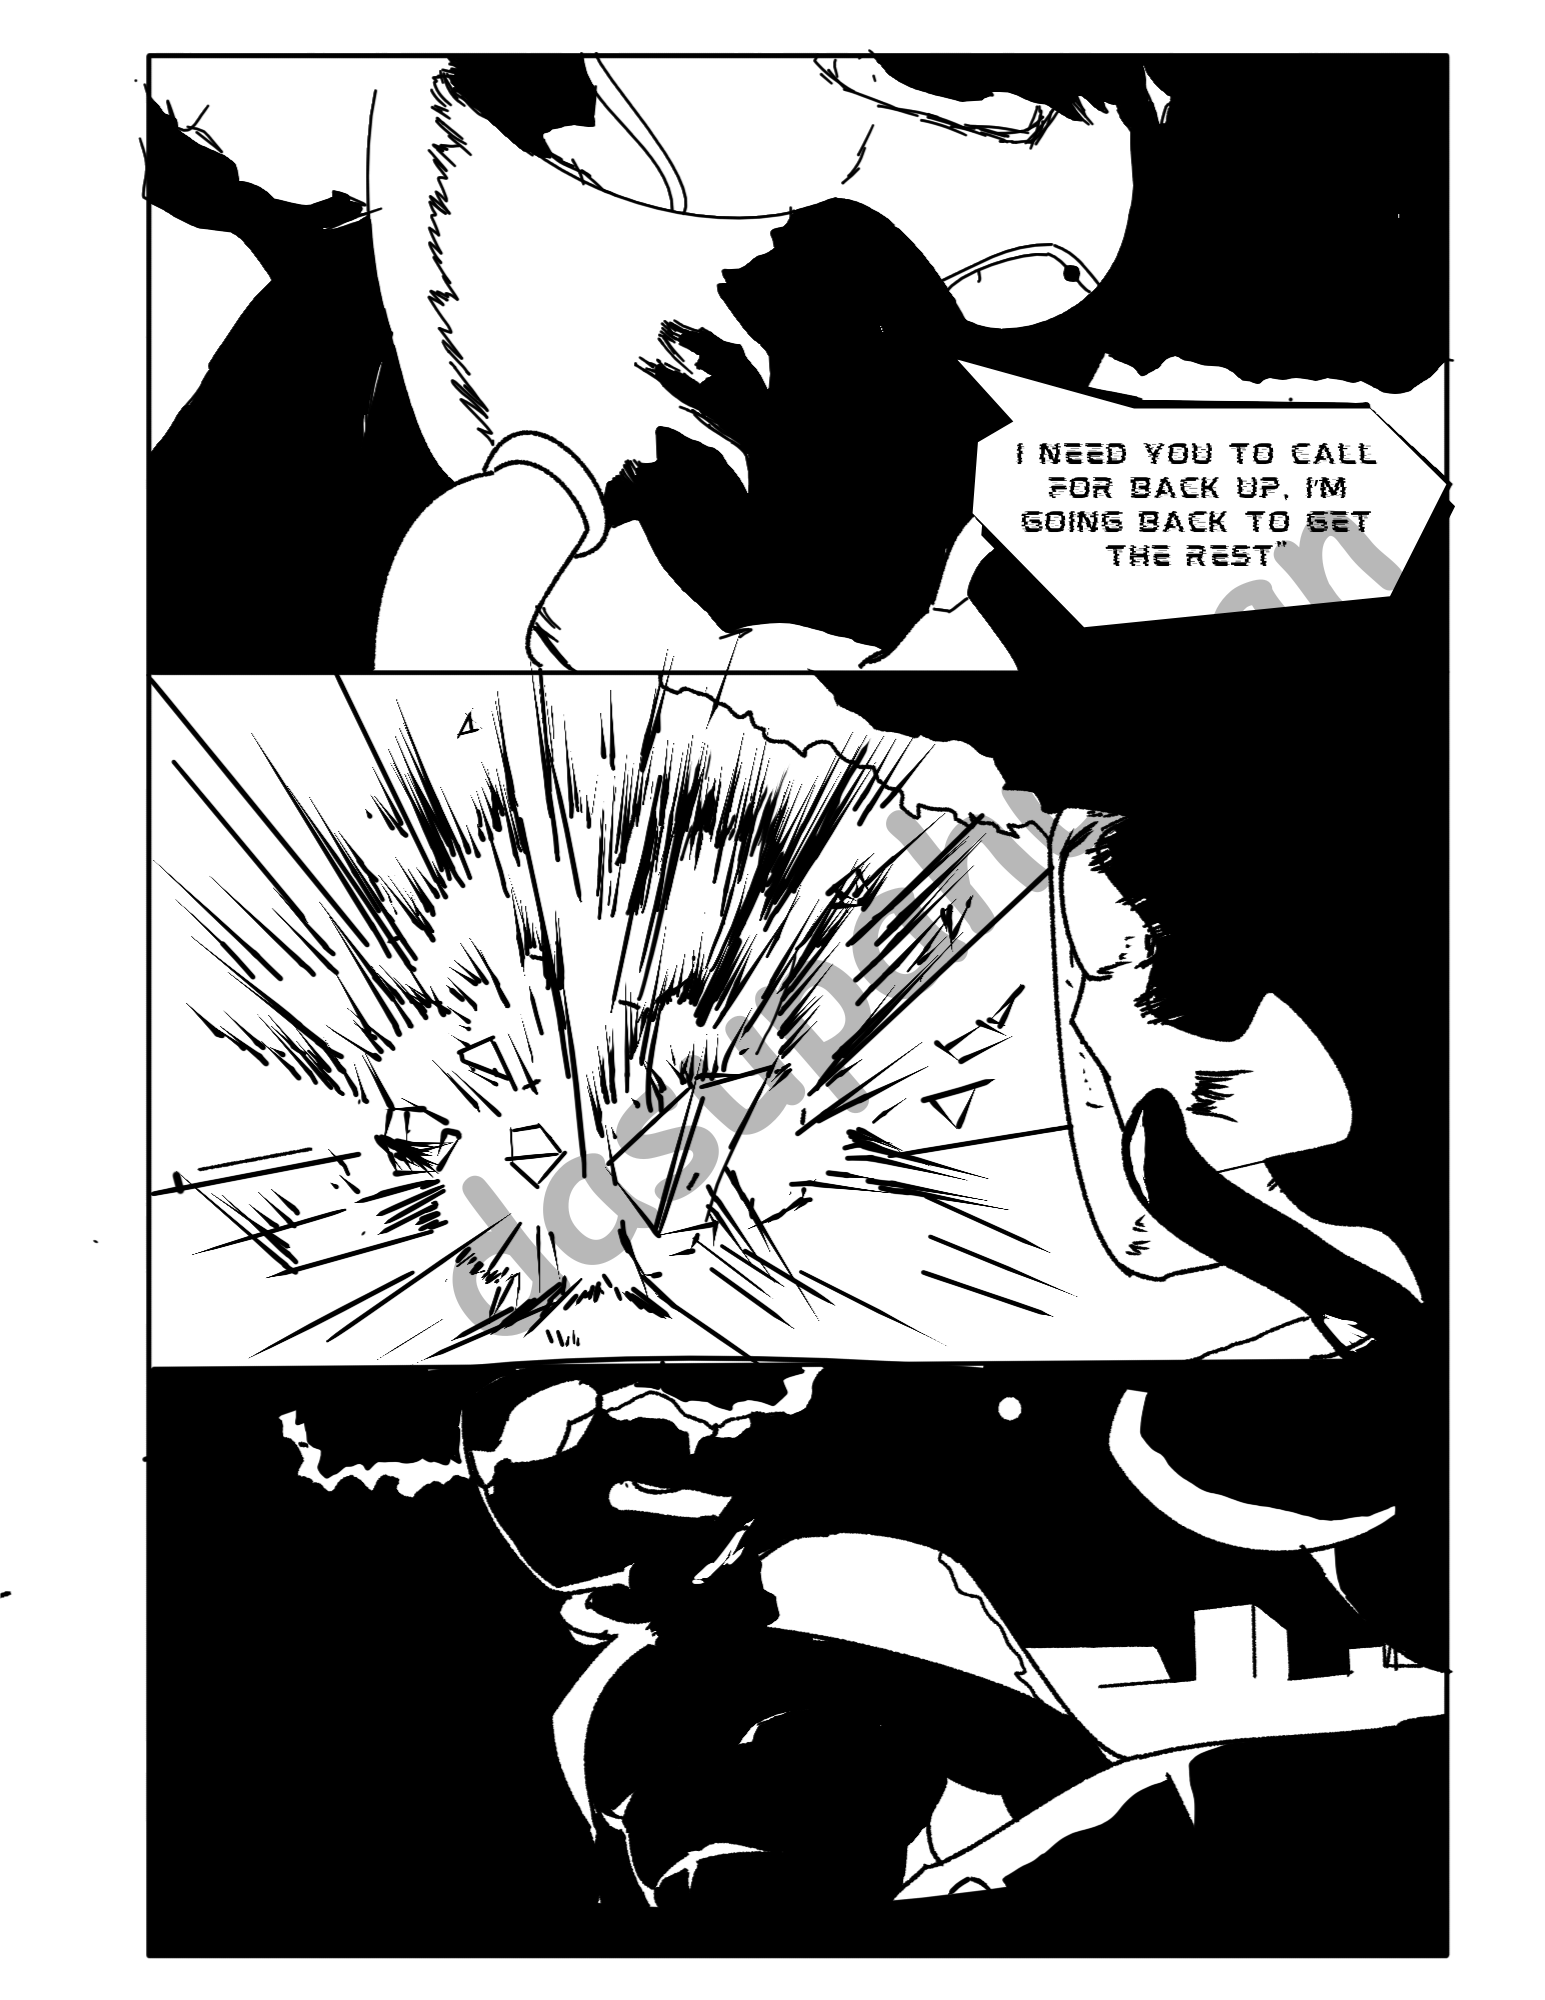 I NEED YOU TO CALL
FOR BACK UP, I'M
GOING BACK TO GET
THE REST"